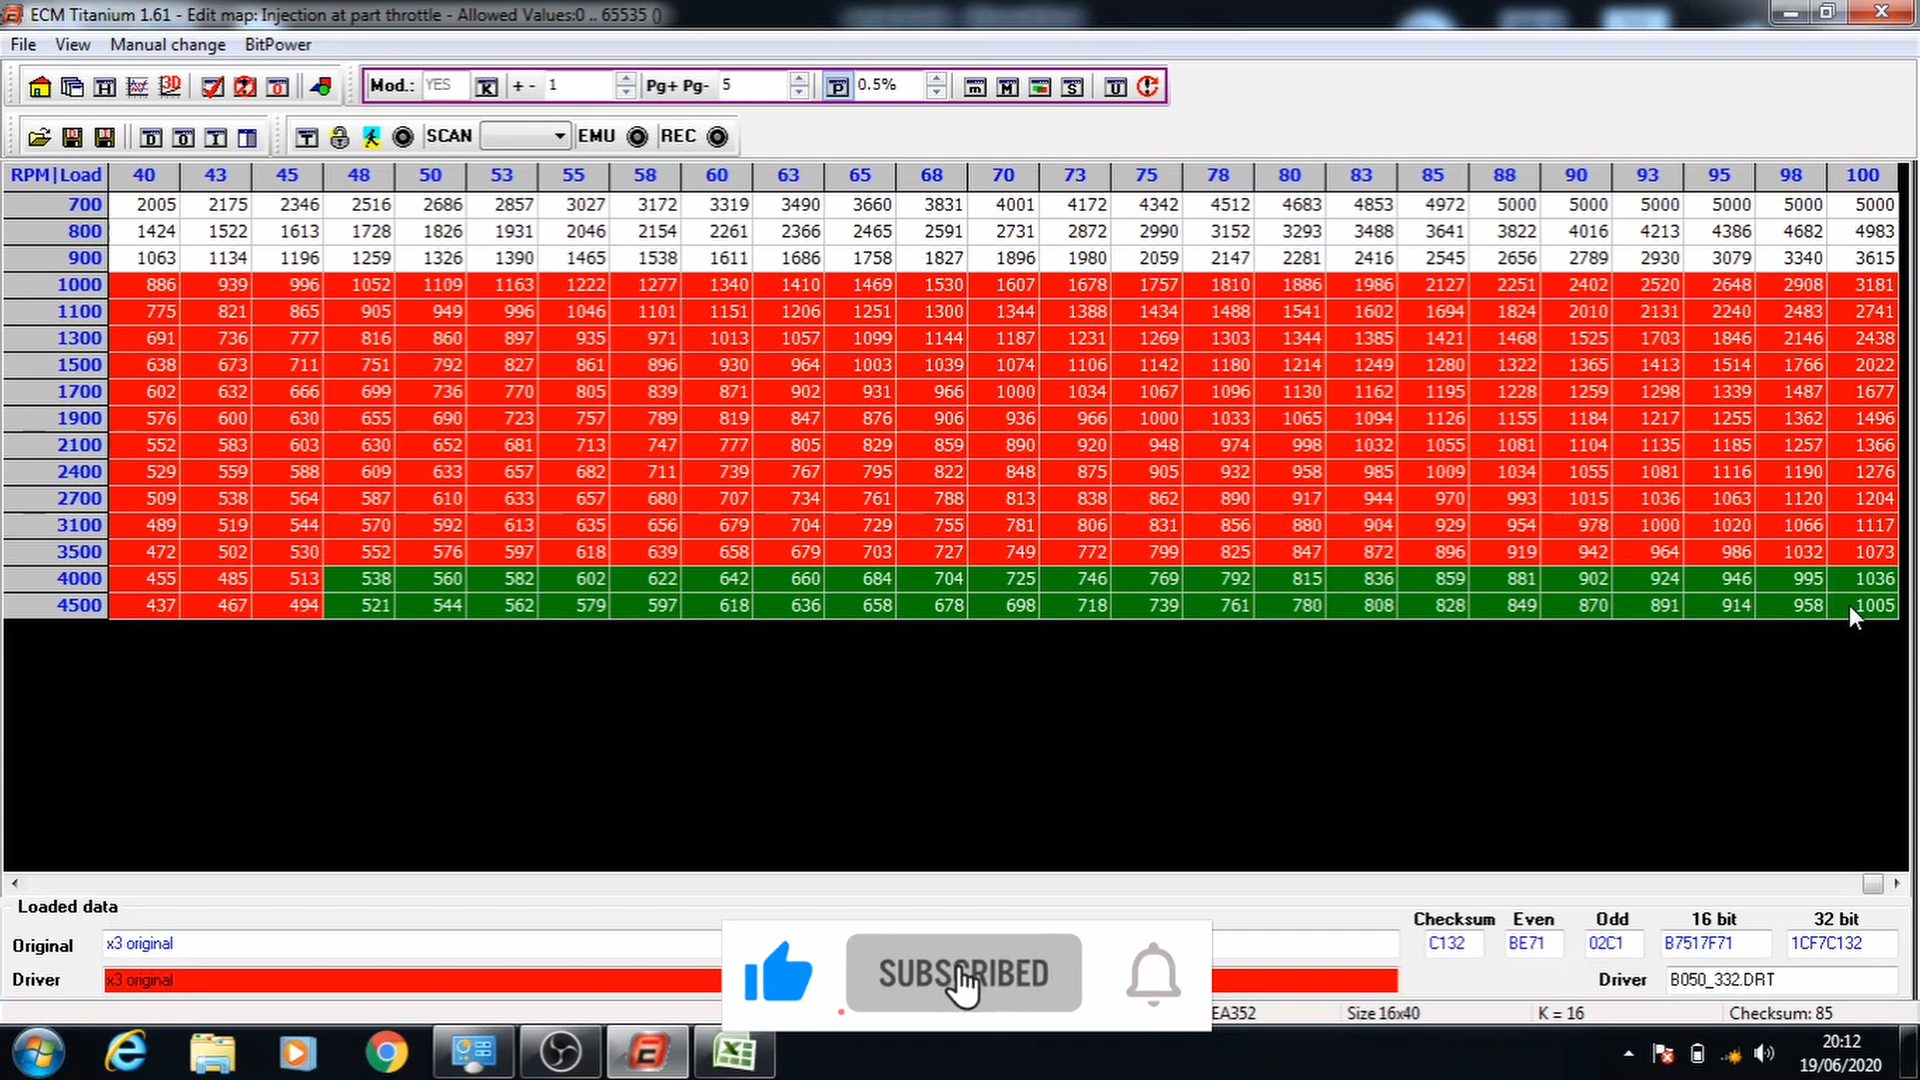 ECM Titanium 1.61 - Edit map: Injection at part throttle - Allowed Values:0 .. 65535 ()
File View Manual change BitPower
Mod.: YES K + - 1 Pg+ Pg- 5 P 0.5% m M S U
D O I T SCAN EMU REC
RPM|Load 40 43 45 48 50 53 55 58 60 63 65 68 70 73 75 78 80 83 85 88 90 93 95 98 100
700 2005 2175 2346 2516 2686 2857 3027 3172 3319 3490 3660 3831 4001 4172 4342 4512 4683 4853 4972 5000 5000 5000 5000 5000 5000
800 1424 1522 1613 1728 1826 1931 2046 2154 2261 2366 2465 2591 2731 2872 2990 3152 3293 3488 3641 3822 4016 4213 4386 4682 4983
900 1063 1134 1196 1259 1326 1390 1465 1538 1611 1686 1758 1827 1896 1980 2059 2147 2281 2416 2545 2656 2789 2930 3079 3340 3615
1000 886 939 996 1052 1109 1163 1222 1277 1340 1410 1469 1530 1607 1678 1757 1810 1886 1986 2127 2251 2402 2520 2648 2908 3181
1100 775 821 865 905 949 996 1046 1101 1151 1206 1251 1300 1344 1388 1434 1488 1541 1602 1694 1824 2010 2131 2240 2483 2741
1300 691 736 777 816 860 897 935 971 1013 1057 1099 1144 1187 1231 1269 1303 1344 1385 1421 1468 1525 1703 1846 2146 2438
1500 638 673 711 751 792 827 861 896 930 964 1003 1039 1074 1106 1142 1180 1214 1249 1280 1322 1365 1413 1514 1766 2022
1700 602 632 666 699 736 770 805 839 871 902 931 966 1000 1034 1067 1096 1130 1162 1195 1228 1259 1298 1339 1487 1677
1900 576 600 630 655 690 723 757 789 819 847 876 906 936 966 1000 1033 1065 1094 1126 1155 1184 1217 1255 1362 1496
2100 552 583 603 630 652 681 713 747 777 805 829 859 890 920 948 974 998 1032 1055 1081 1104 1135 1185 1257 1366
2400 529 559 588 609 633 657 682 711 739 767 795 822 848 875 905 932 958 985 1009 1034 1055 1081 1116 1190 1276
2700 509 538 564 587 610 633 657 680 707 734 761 788 813 838 862 890 917 944 970 993 1015 1036 1063 1120 1204
3100 489 519 544 570 592 613 635 656 679 704 729 755 781 806 831 856 880 904 929 954 978 1000 1020 1066 1117
3500 472 502 530 552 576 597 618 639 658 679 703 727 749 772 799 825 847 872 896 919 942 964 986 1032 1073
4000 455 485 513 538 560 582 602 622 642 660 684 704 725 746 769 792 815 836 859 881 902 924 946 995 1036
4500 437 467 494 521 544 562 579 597 618 636 658 678 698 718 739 761 780 808 828 849 870 891 914 958 1005
Loaded data
Checksum Even Odd 16 bit 32 bit
Original x3 original C132 BE71 02C1 B7517F71 1CF7C132
Driver x3 original Driver B050_332.DRT
SUBSCRIBED
EA352 Size 16x40 K = 16 Checksum: 85
20:12
19/06/2020